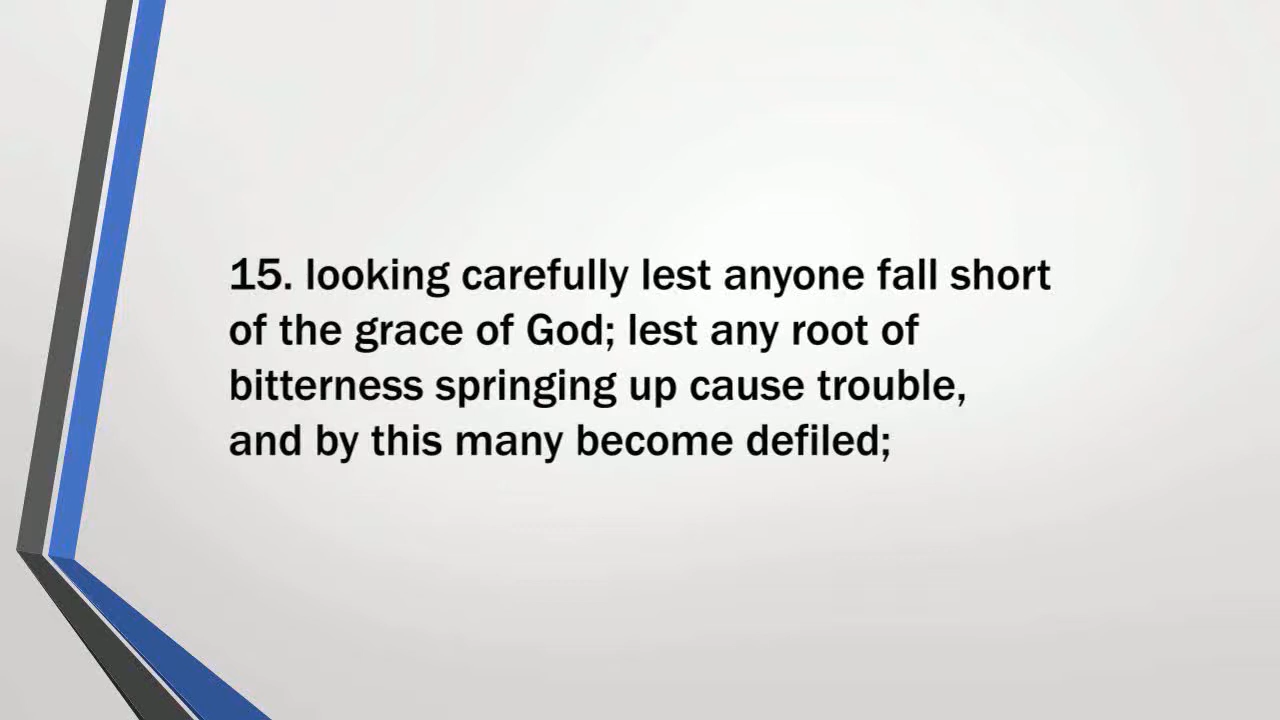 15. looking carefully lest anyone fall short
of the grace of God; lest any root of
bitterness springing up cause trouble,
and by this many become defiled;